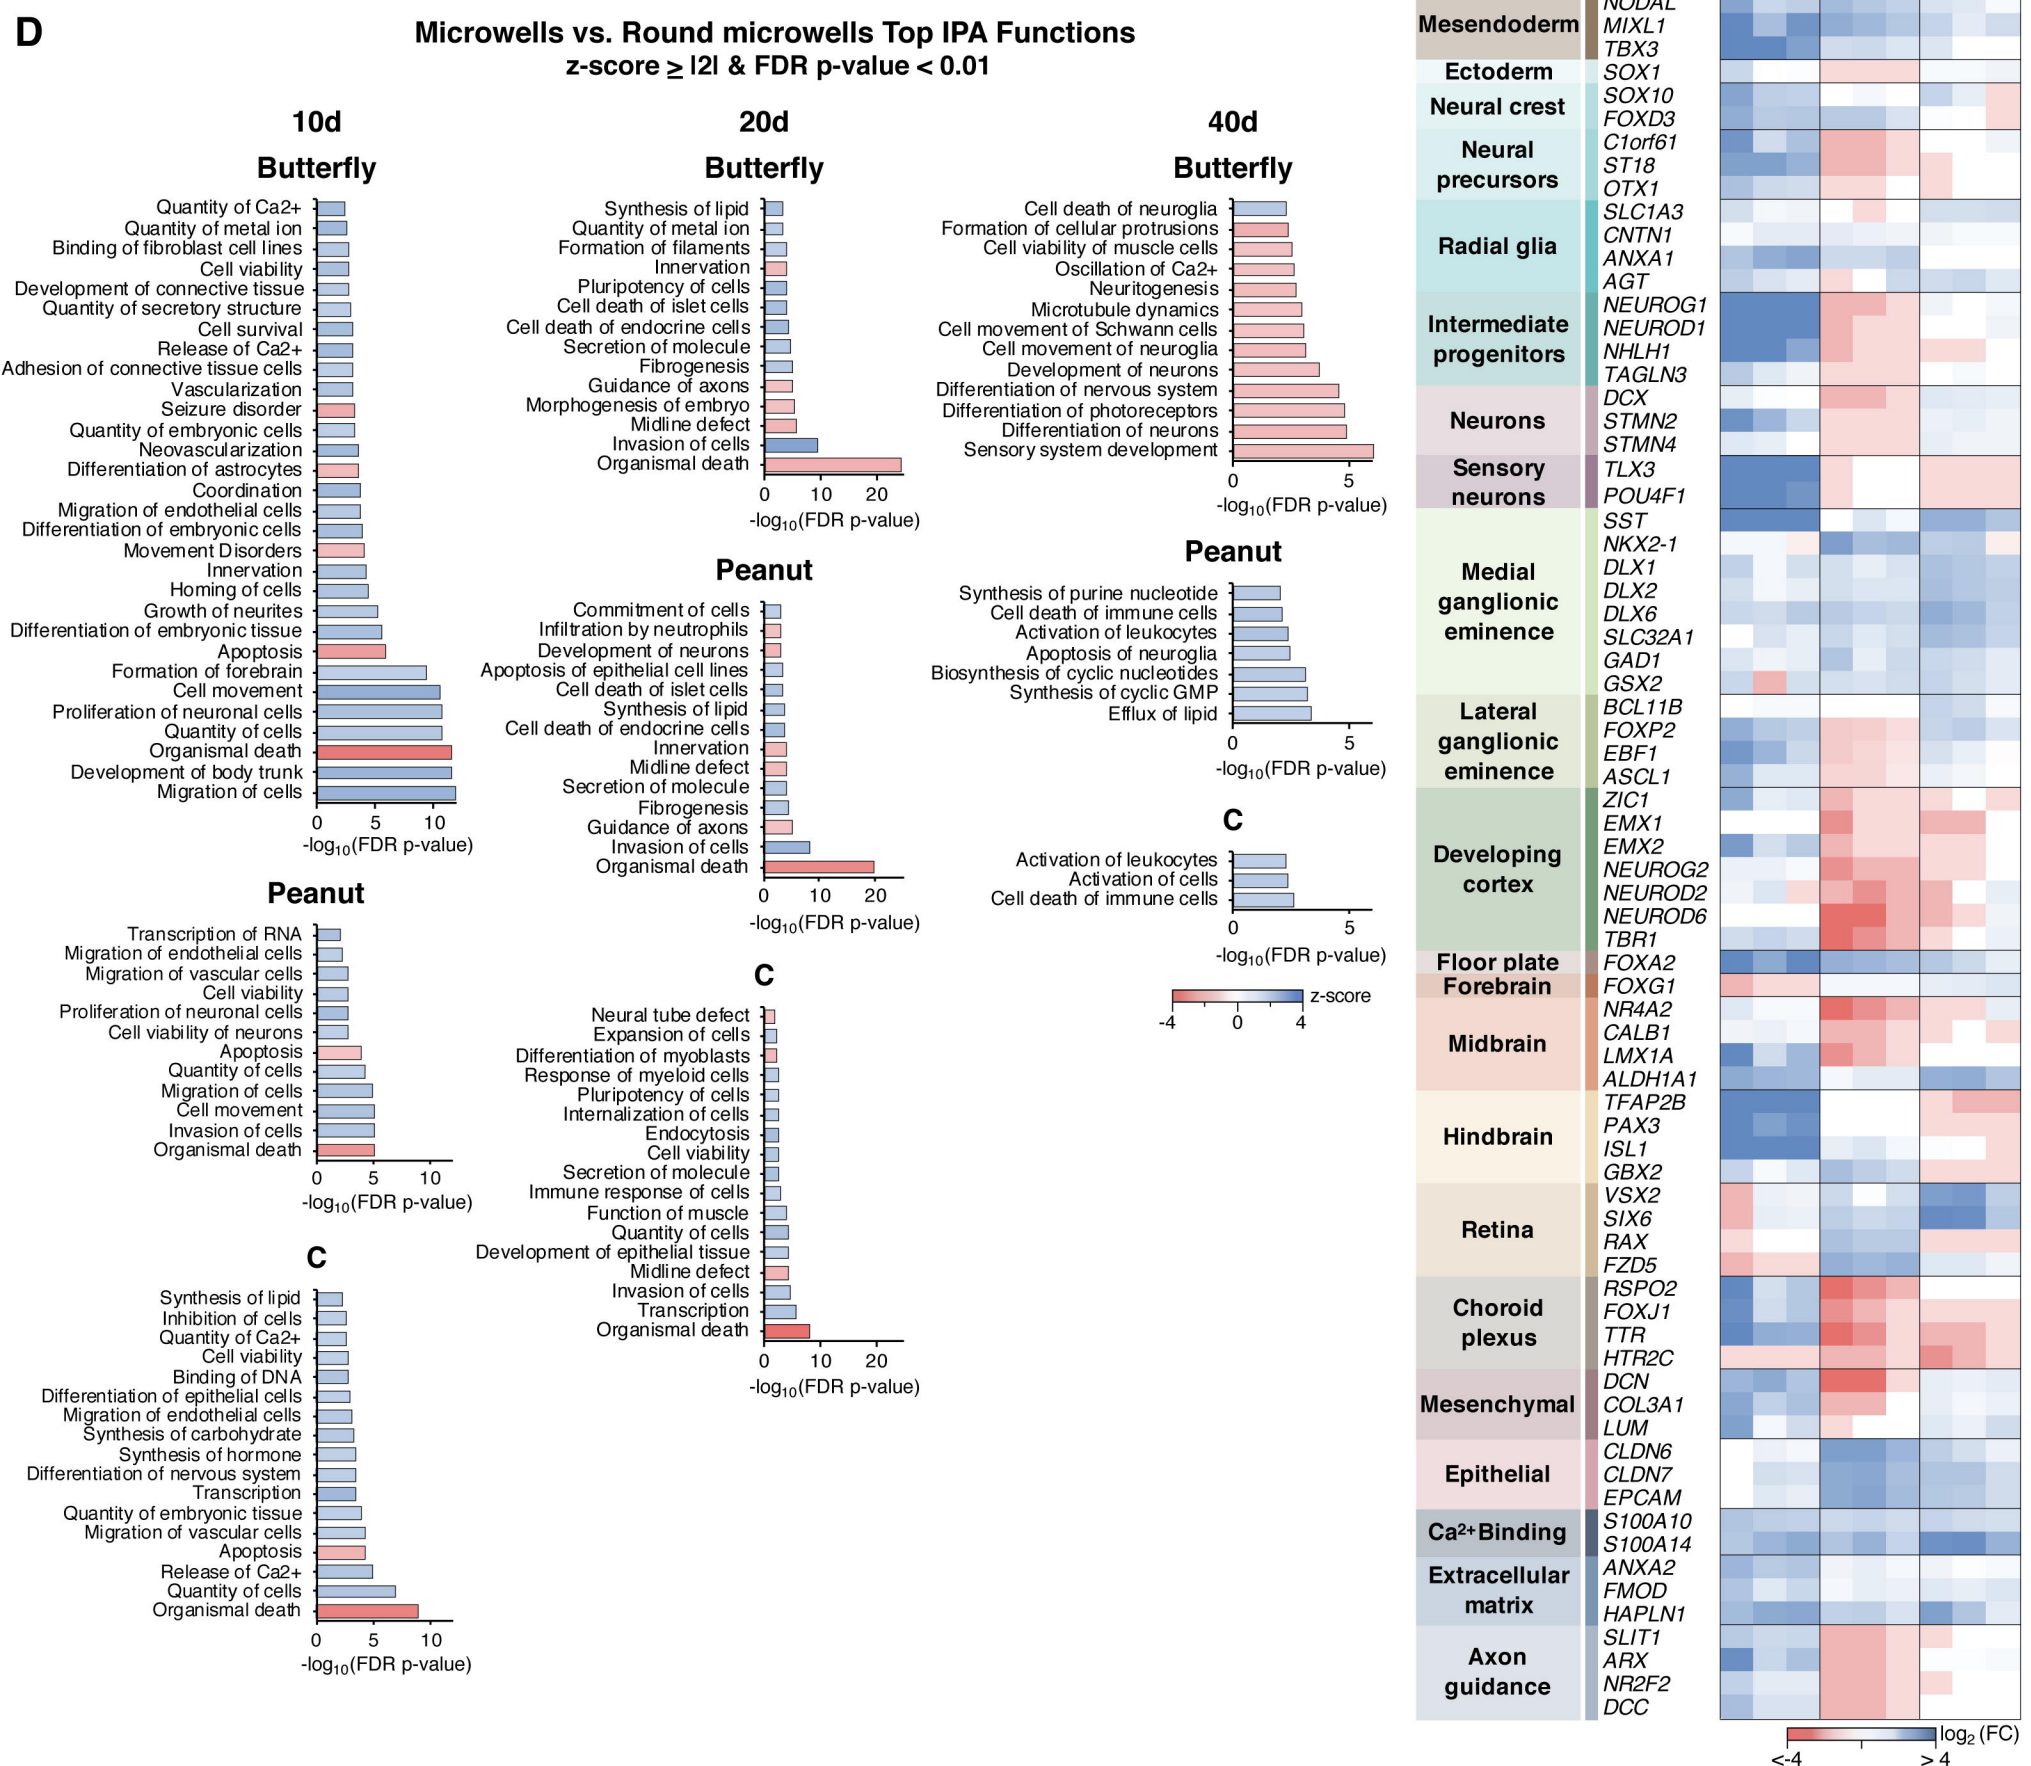 D
Microwells vs. Round microwells Top IPA Functions
z-score ≥ |2| & FDR p-value < 0.01
10d
Butterfly
Quantity of Ca2+
Quantity of metal ion
Binding of fibroblast cell lines
Cell viability
Development of connective tissue
Quantity of secretory structure
Cell survival
Release of Ca2+
Adhesion of connective tissue cells
Vascularization
Seizure disorder
Quantity of embryonic cells
Neovascularization
Differentiation of astrocytes
Coordination
Migration of endothelial cells
Differentiation of embryonic cells
Movement Disorders
Innervation
Homing of cells
Growth of neurites
Differentiation of embryonic tissue
Apoptosis
Formation of forebrain
Cell movement
Proliferation of neuronal cells
Quantity of cells
Organismal death
Development of body trunk
Migration of cells
0 5 10
-log10(FDR p-value)
Peanut
Transcription of RNA
Migration of endothelial cells
Migration of vascular cells
Cell viability
Proliferation of neuronal cells
Cell viability of neurons
Apoptosis
Quantity of cells
Migration of cells
Cell movement
Invasion of cells
Organismal death
0 5 10
-log10(FDR p-value)
C
Synthesis of lipid
Inhibition of cells
Quantity of Ca2+
Cell viability
Binding of DNA
Differentiation of epithelial cells
Migration of endothelial cells
Synthesis of carbohydrate
Synthesis of hormone
Differentiation of nervous system
Transcription
Quantity of embryonic tissue
Migration of vascular cells
Apoptosis
Release of Ca2+
Quantity of cells
Organismal death
0 5 10
-log10(FDR p-value)
20d
Butterfly
Synthesis of lipid
Quantity of metal ion
Formation of filaments
Innervation
Pluripotency of cells
Cell death of islet cells
Cell death of endocrine cells
Secretion of molecule
Fibrogenesis
Guidance of axons
Morphogenesis of embryo
Midline defect
Invasion of cells
Organismal death
0 10 20
-log10(FDR p-value)
Peanut
Commitment of cells
Infiltration by neutrophils
Development of neurons
Apoptosis of epithelial cell lines
Cell death of islet cells
Synthesis of lipid
Cell death of endocrine cells
Innervation
Midline defect
Secretion of molecule
Fibrogenesis
Guidance of axons
Invasion of cells
Organismal death
0 10 20
-log10(FDR p-value)
C
Neural tube defect
Expansion of cells
Differentiation of myoblasts
Response of myeloid cells
Pluripotency of cells
Internalization of cells
Endocytosis
Cell viability
Secretion of molecule
Immune response of cells
Function of muscle
Quantity of cells
Development of epithelial tissue
Midline defect
Invasion of cells
Transcription
Organismal death
0 10 20
-log10(FDR p-value)
40d
Butterfly
Cell death of neuroglia
Formation of cellular protrusions
Cell viability of muscle cells
Oscillation of Ca2+
Neuritogenesis
Microtubule dynamics
Cell movement of Schwann cells
Cell movement of neuroglia
Development of neurons
Differentiation of nervous system
Differentiation of photoreceptors
Differentiation of neurons
Sensory system development
0 5
-log10(FDR p-value)
Peanut
Synthesis of purine nucleotide
Cell death of immune cells
Activation of leukocytes
Apoptosis of neuroglia
Biosynthesis of cyclic nucleotides
Synthesis of cyclic GMP
Efflux of lipid
0 5
-log10(FDR p-value)
C
Activation of leukocytes
Activation of cells
Cell death of immune cells
0 5
-log10(FDR p-value)
z-score
-4 0 4
Mesendoderm
NODAL
MIXL1
TBX3
Ectoderm
SOX1
Neural crest
SOX10
FOXD3
Neural
precursors
C1orf61
ST18
OTX1
Radial glia
SLC1A3
CNTN1
ANXA1
AGT
Intermediate
progenitors
NEUROG1
NEUROD1
NHLH1
TAGLN3
Neurons
DCX
STMN2
STMN4
Sensory
neurons
TLX3
POU4F1
Medial
ganglionic
eminence
SST
NKX2-1
DLX1
DLX2
DLX6
SLC32A1
GAD1
GSX2
Lateral
ganglionic
eminence
BCL11B
FOXP2
EBF1
ASCL1
Developing
cortex
ZIC1
EMX1
EMX2
NEUROG2
NEUROD2
NEUROD6
TBR1
Floor plate
FOXA2
Forebrain
FOXG1
Midbrain
NR4A2
CALB1
LMX1A
ALDH1A1
Hindbrain
TFAP2B
PAX3
ISL1
GBX2
Retina
VSX2
SIX6
RAX
FZD5
Choroid
plexus
RSPO2
FOXJ1
TTR
HTR2C
Mesenchymal
DCN
COL3A1
LUM
Epithelial
CLDN6
CLDN7
EPCAM
Ca2+ Binding
S100A10
S100A14
Extracellular
matrix
ANXA2
FMOD
HAPLN1
Axon
guidance
SLIT1
ARX
NR2F2
DCC
log2 (FC)
<-4 > 4